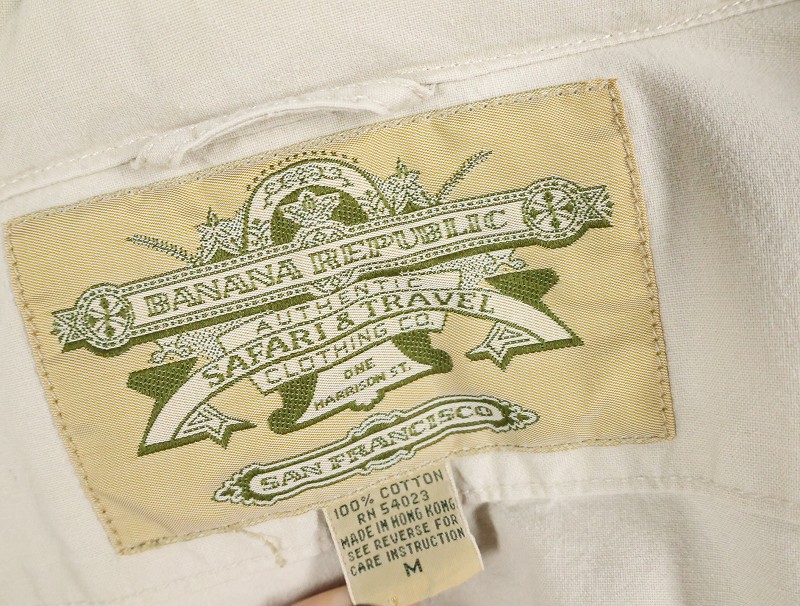 BANANA REPUBLIC
AUTHENTIC
SAFARI & TRAVEL
CLOTHING CO
ONE
HARRISON ST.
SAN FRANCISCO
100% COTTON
RN 54023
MADE IN HONG KONG
SEE REVERSE FOR
CARE INSTRUCTION
M